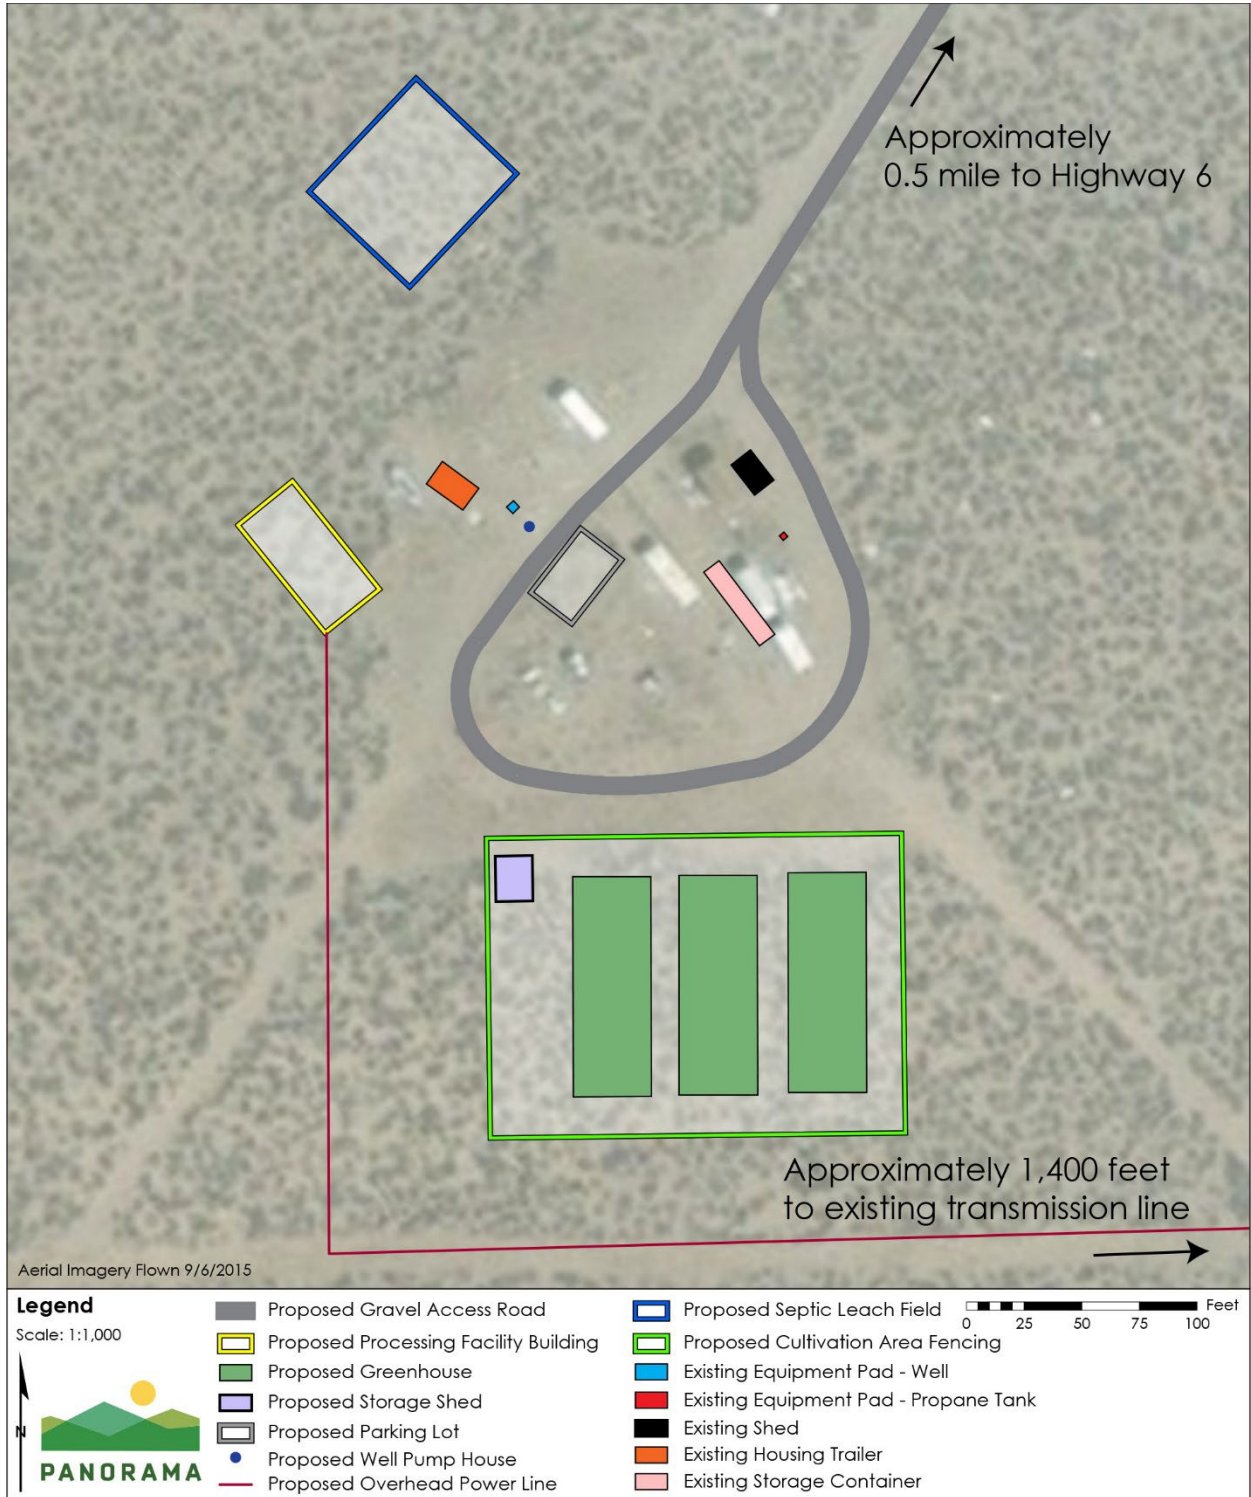 Approximately
0.5 mile to Highway 6
Approximately 1,400 feet
to existing transmission line
Aerial Imagery Flown 9/6/2015
Legend
Scale: 1:1,000
N
PANORAMA
Proposed Gravel Access Road
Proposed Processing Facility Building
Proposed Greenhouse
Proposed Storage Shed
Proposed Parking Lot
Proposed Well Pump House
Proposed Overhead Power Line
Proposed Septic Leach Field
Proposed Cultivation Area Fencing
Existing Equipment Pad - Well
Existing Equipment Pad - Propane Tank
Existing Shed
Existing Housing Trailer
Existing Storage Container
Feet
0 25 50 75 100